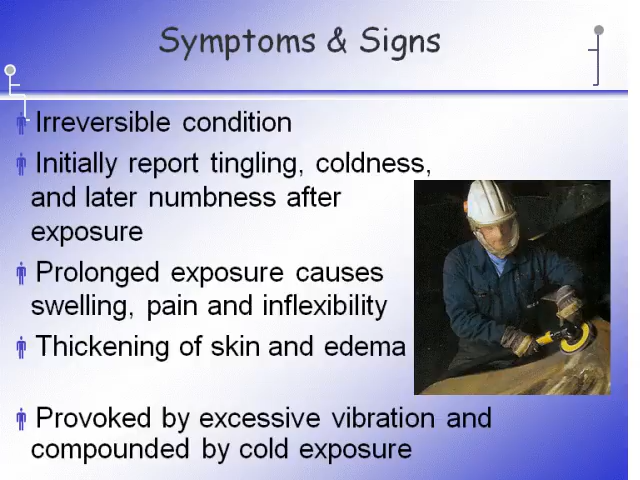 Symptoms & Signs
Irreversible condition
Initially report tingling, coldness,
and later numbness after
exposure
Prolonged exposure causes
swelling, pain and inflexibility
Thickening of skin and edema
Provoked by excessive vibration and
compounded by cold exposure